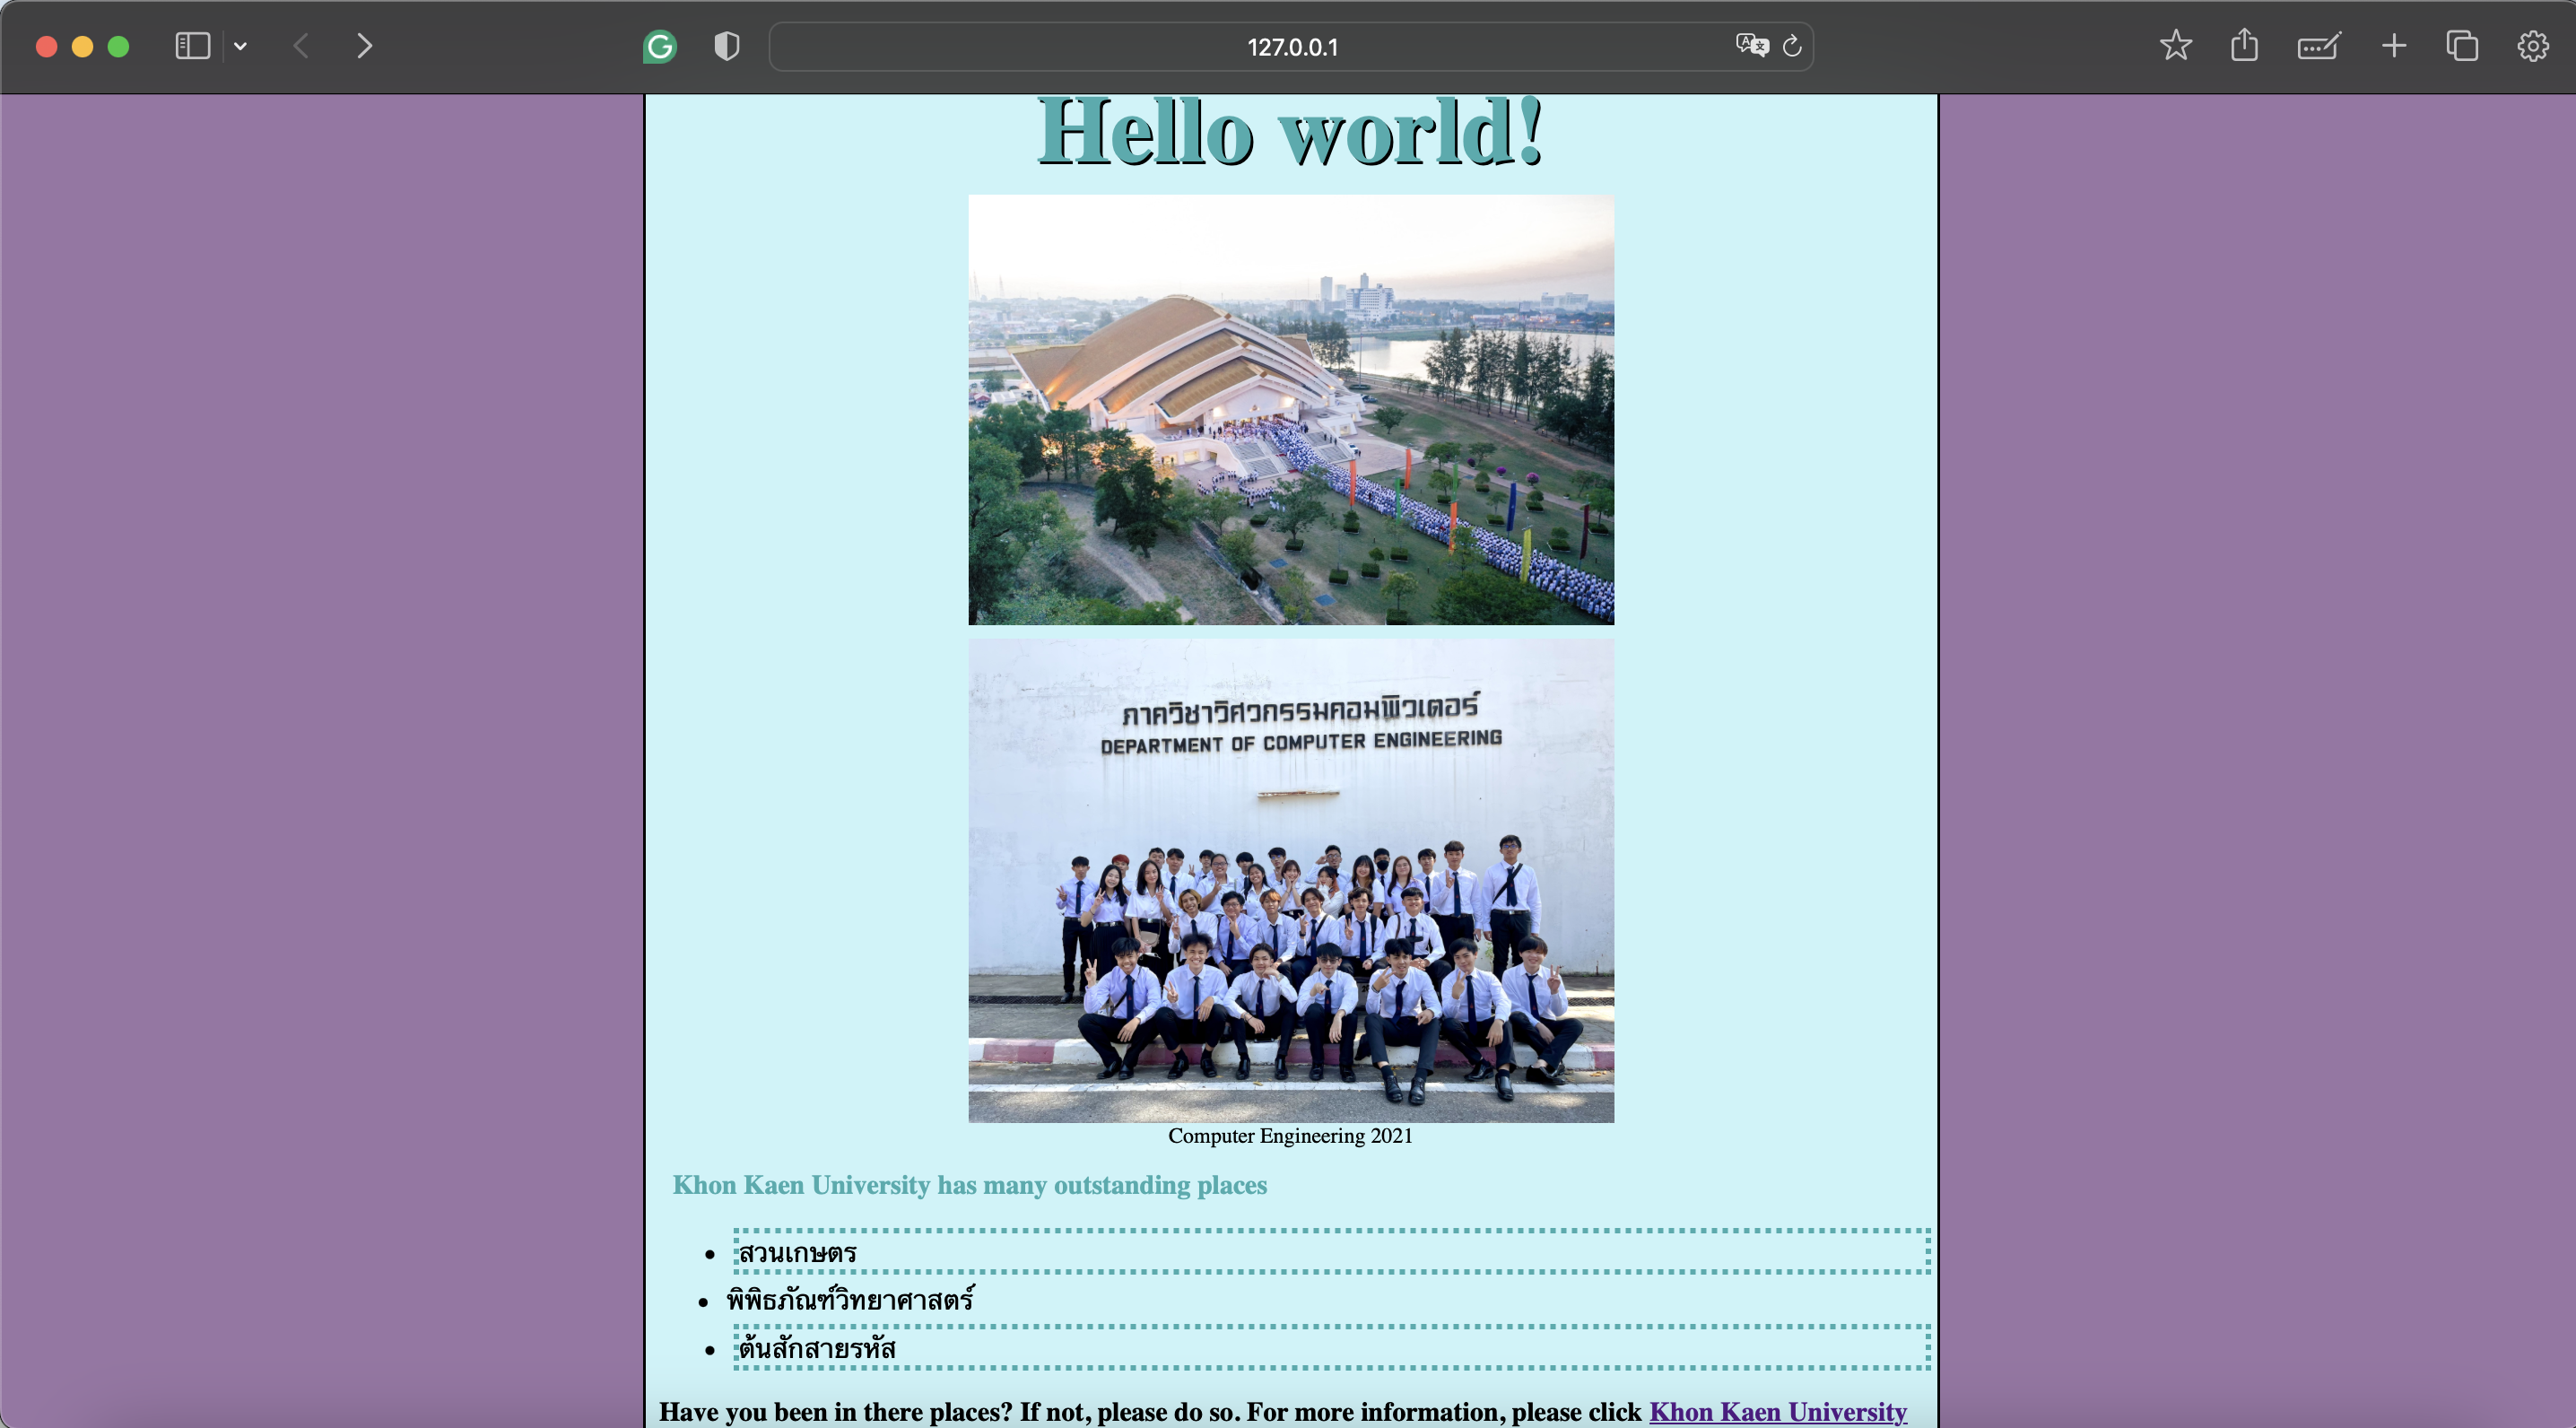 127.0.0.1
Hello world!
ภาควิชาวิศวกรรมคอมพิวเตอร์
DEPARTMENT OF COMPUTER ENGINEERING
Computer Engineering 2021
Khon Kaen University has many outstanding places
สวนเกษตร
พิพิธภัณฑ์วิทยาศาสตร์
ต้นสักสายรหัส
Have you been in there places? If not, please do so. For more information, please click Khon Kaen University